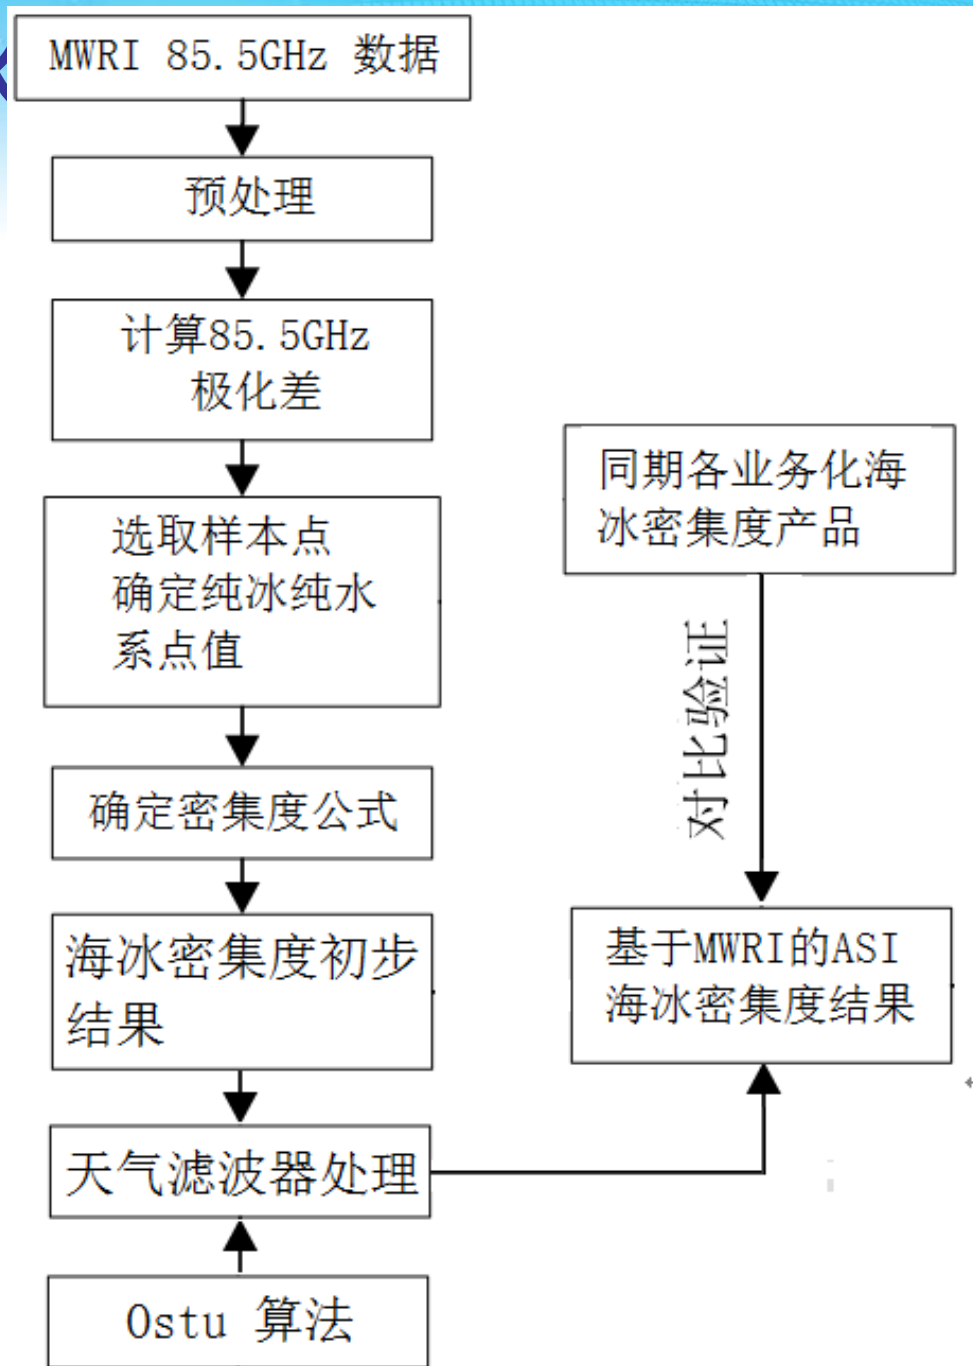 MWRI 85.5GHz 数据
预处理
计算85.5GHz
极化差
选取样本点
确定纯冰纯水
系点值
确定密集度公式
海冰密集度初步
结果
天气滤波器处理
Ostu 算法
同期各业务化海
冰密集度产品
对比验证
基于MWRI的ASI
海冰密集度结果